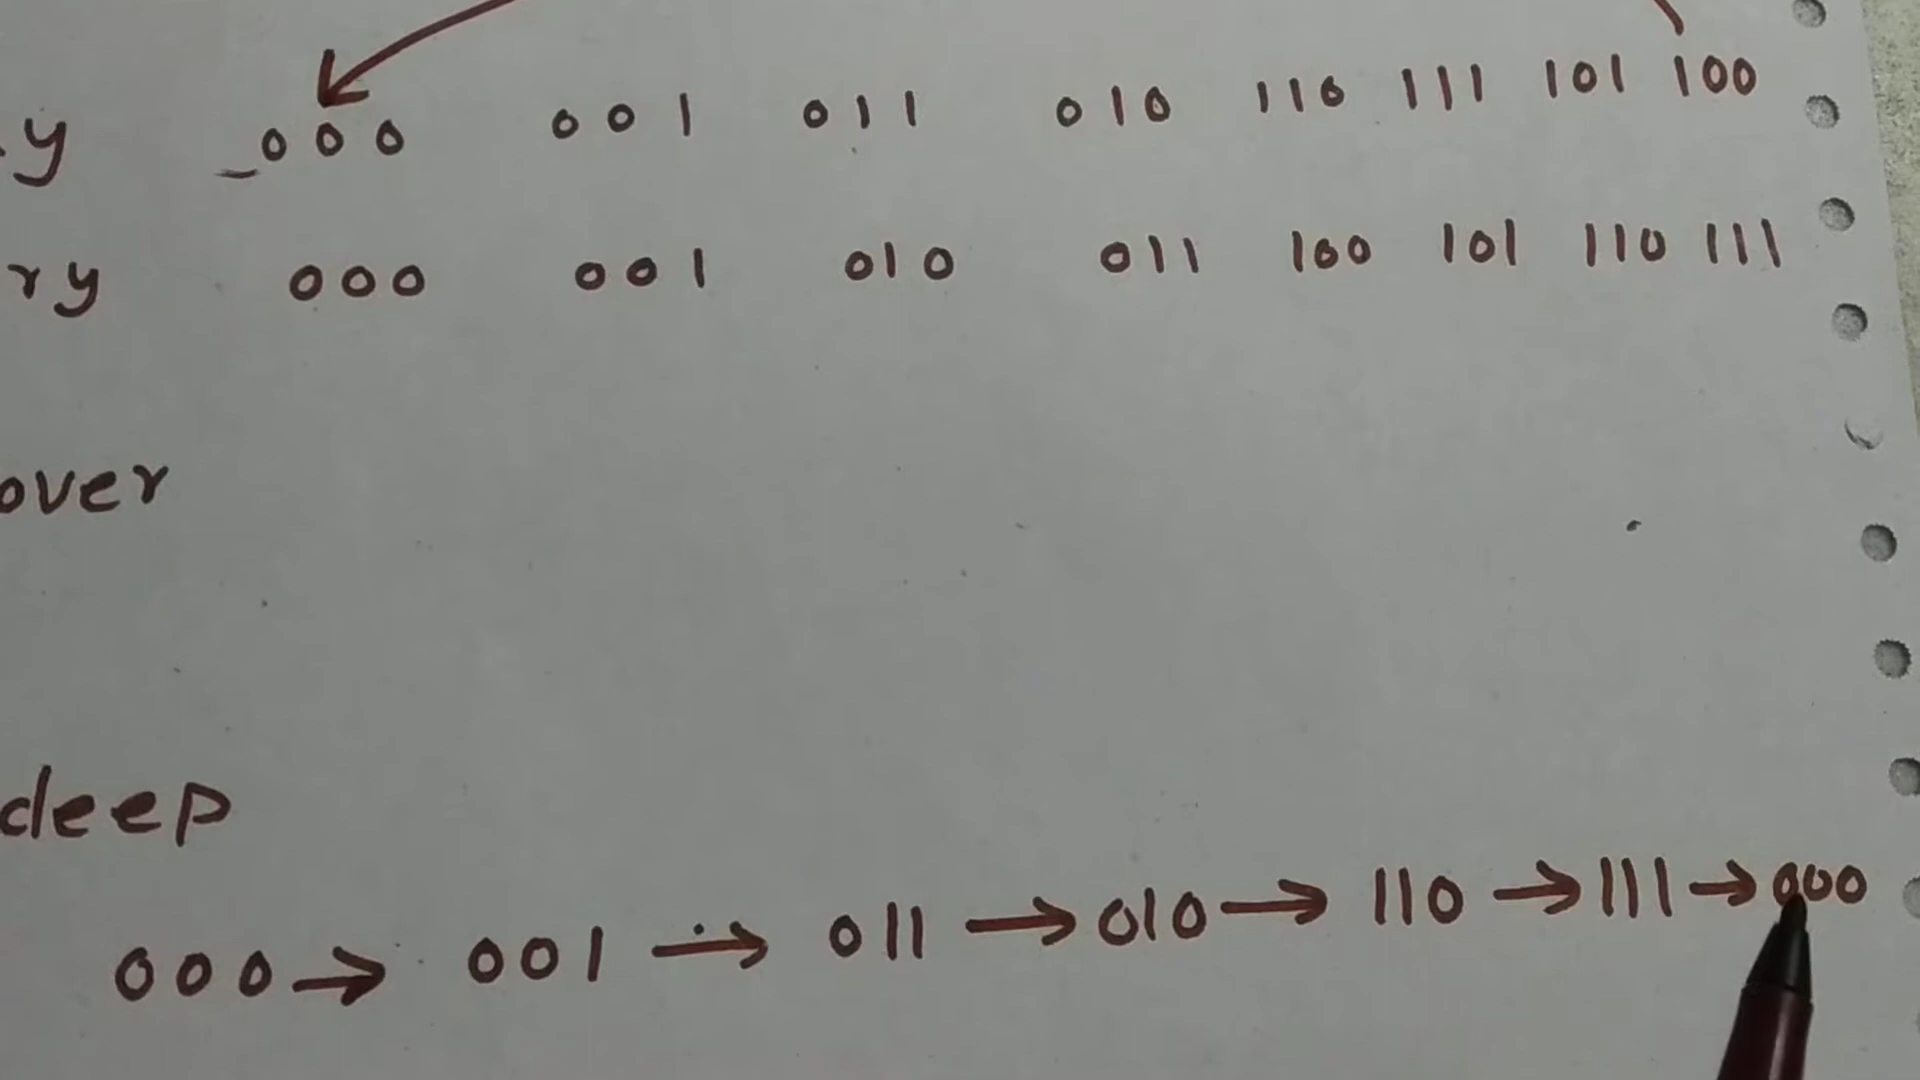 y 000 001 011 010 110 111 101 100
ry 000 001 010 011 100 101 110 111
over
deep
000 → 001 → 011 → 010 → 110 → 111 → 000